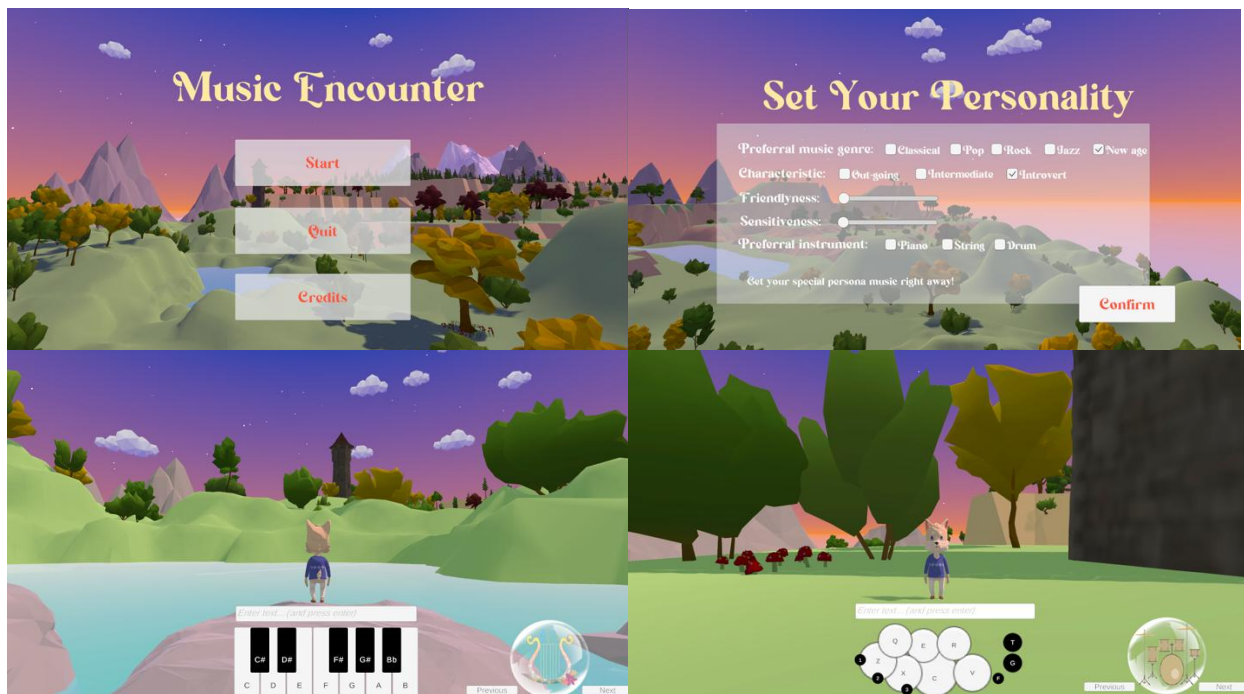 Music Encounter
Start
Quit
Credits
Set Your Personality
Preferral music genre: Classical Pop Rock Jazz New age
Characteristic: Out-going Intermediate Introvert
Friendlyness:
Sensitiveness:
Preferral instrument: Piano String Drum
Get your special persona music right away!
Confirm
Enter text... (and press enter)
C# D# F# G# Bb
C D E F G A B
Previous Next
Enter text... (and press enter)
Q E R T
1 Z X C V F G
2 3
Previous Next